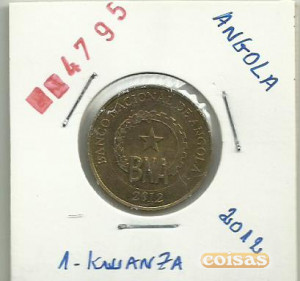 4795
ANGOLA
BANCO NACIONAL DE ANGOLA
BNA
2012
2012
1-KWANZA
coisas